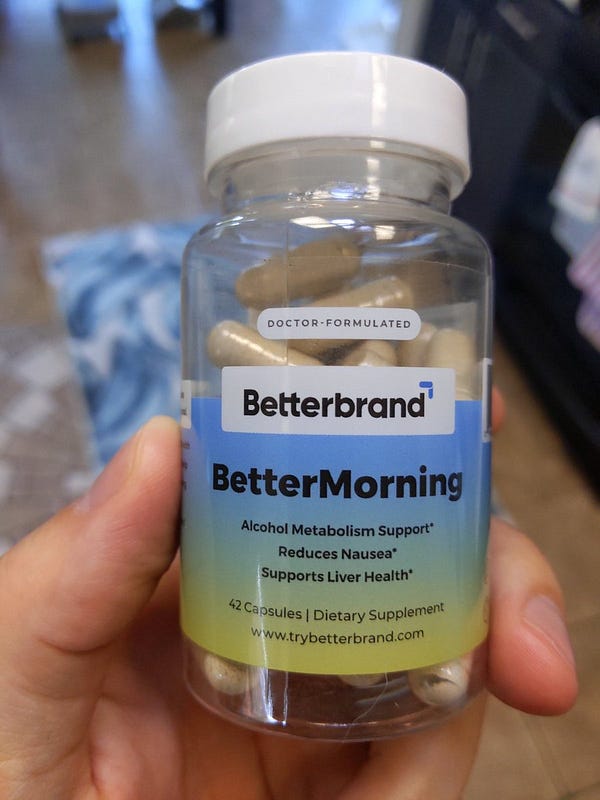 DOCTOR-FORMULATED
Betterbrand
BetterMorning
Alcohol Metabolism Support*
Reduces Nausea*
Supports Liver Health*
42 Capsules | Dietary Supplement
www.trybetterbrand.com